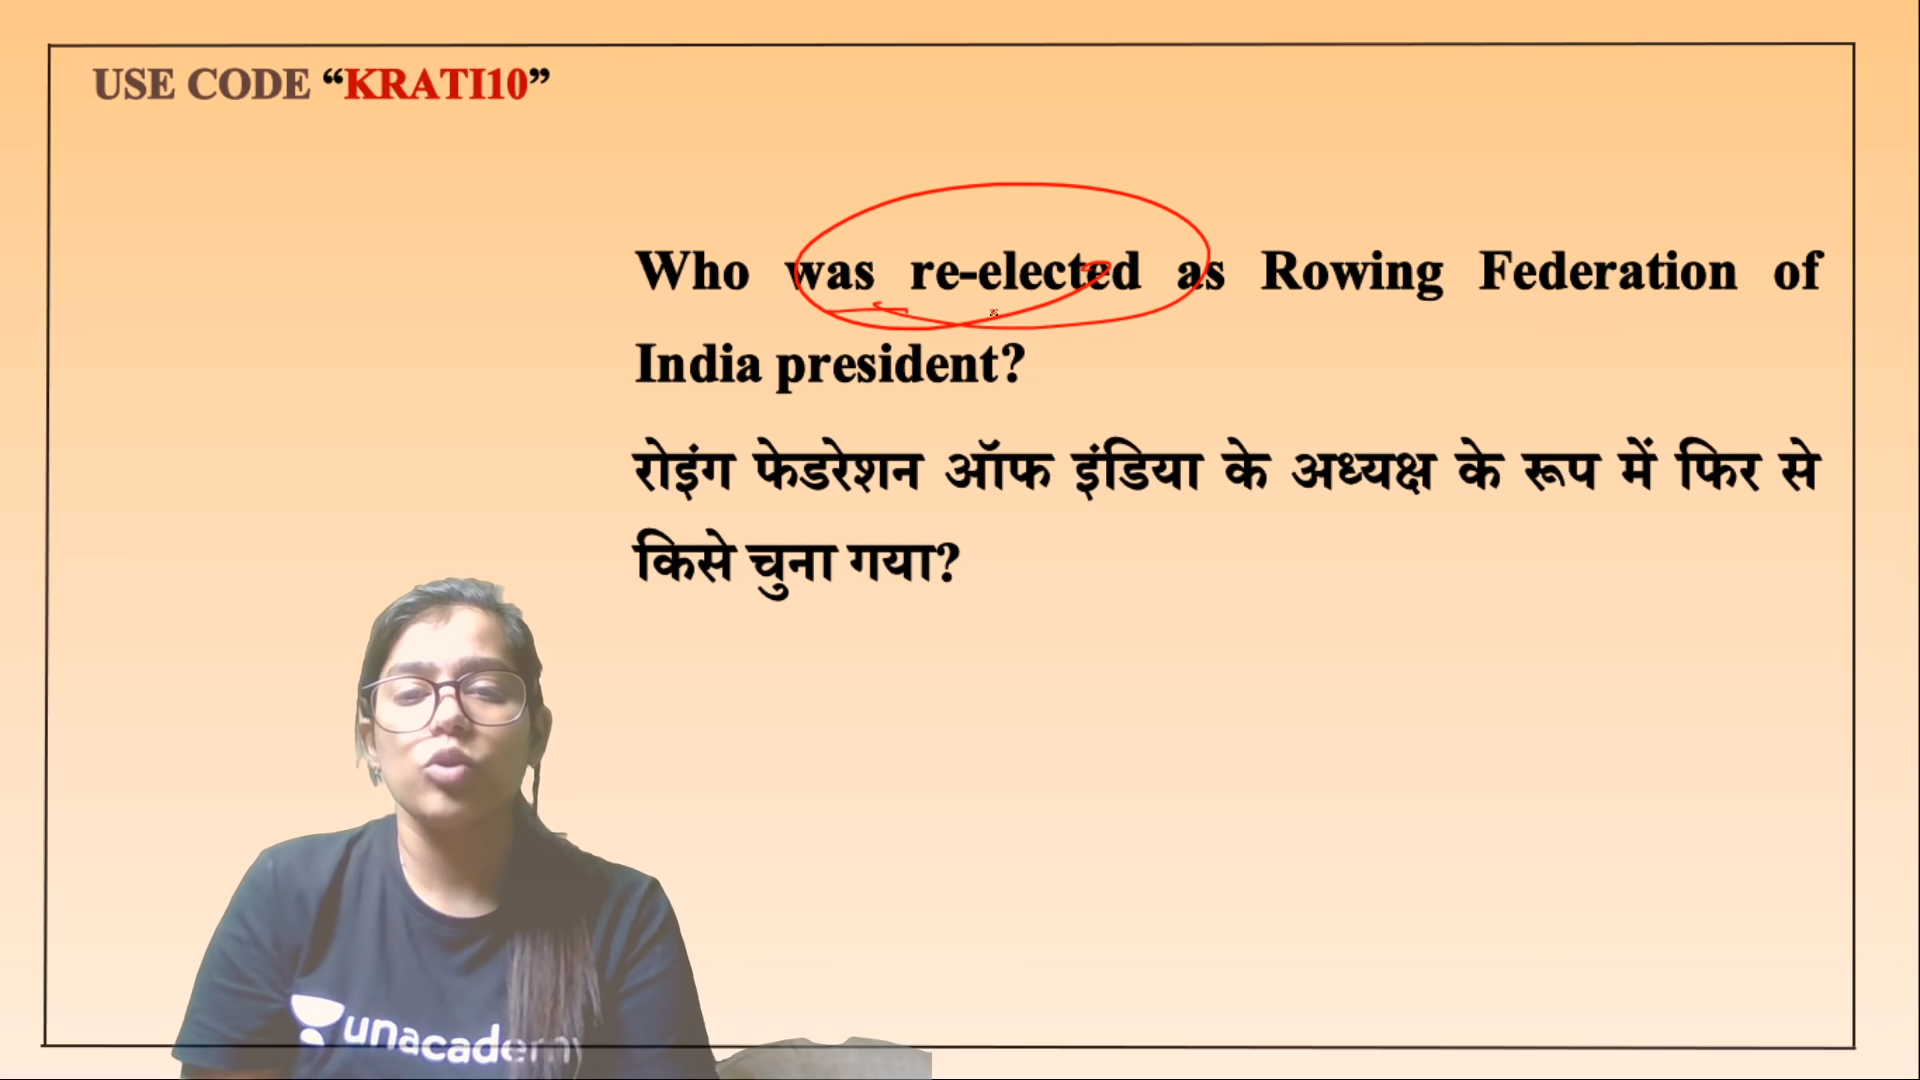 USE CODE “KRATI10”
Who was re-elected as Rowing Federation of
India president?
रोइंग फेडरेशन ऑफ इंडिया के अध्यक्ष के रूप में फिर से
किसे चुना गया?
unacademy